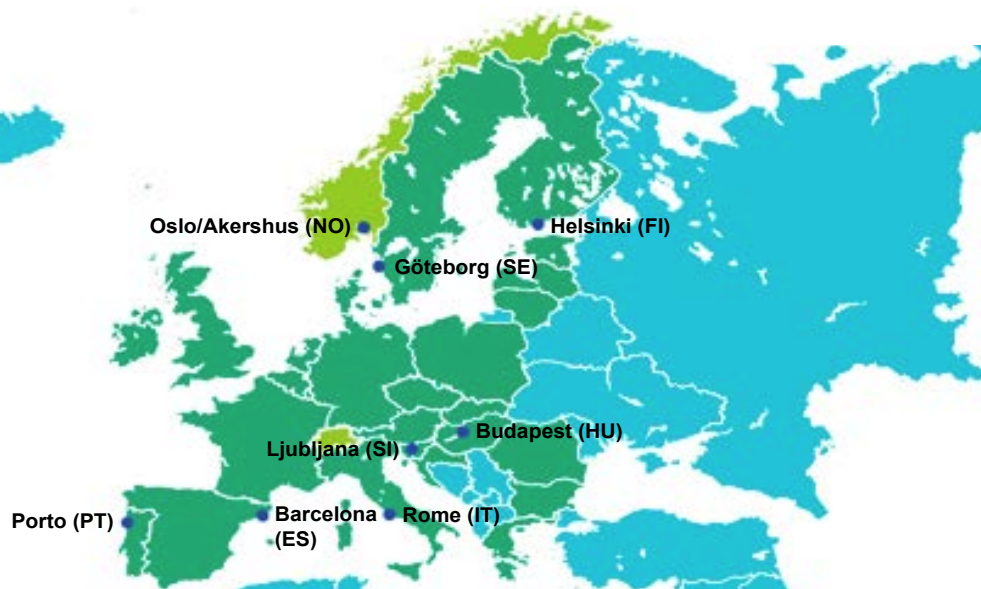 Oslo/Akershus (NO)
Helsinki (FI)
Göteborg (SE)
Budapest (HU)
Ljubljana (SI)
Porto (PT)
Barcelona
(ES)
Rome (IT)